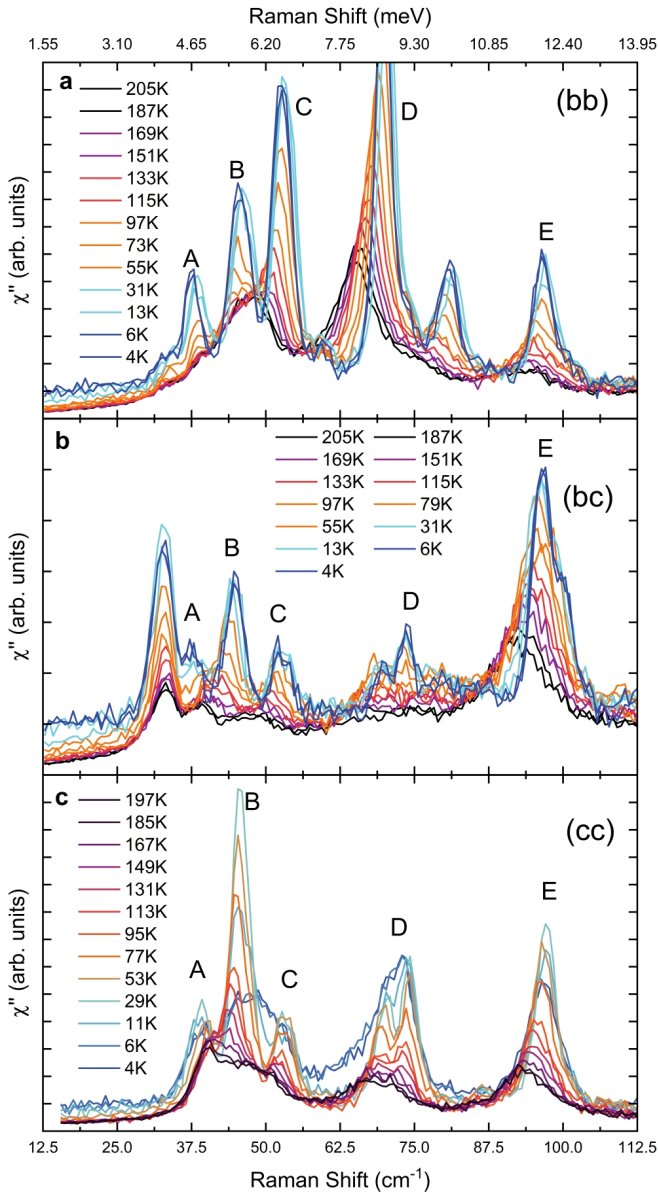 Raman Shift (meV)
1.55 3.10 4.65 6.20 7.75 9.30 10.85 12.40 13.95
a
(bb)
205K
187K
169K
151K
133K
115K
97K
73K
55K
31K
13K
6K
4K
A
B
C
D
E
χ" (arb. units)
b
(bc)
205K 187K
169K 151K
133K 115K
97K 79K
55K 31K
13K 6K
4K
A
B
C
D
E
χ" (arb. units)
c
(cc)
197K
185K
167K
149K
131K
113K
95K
77K
53K
29K
11K
6K
4K
A
B
C
D
E
χ" (arb. units)
12.5 25.0 37.5 50.0 62.5 75.0 87.5 100.0 112.5
Raman Shift (cm⁻¹)